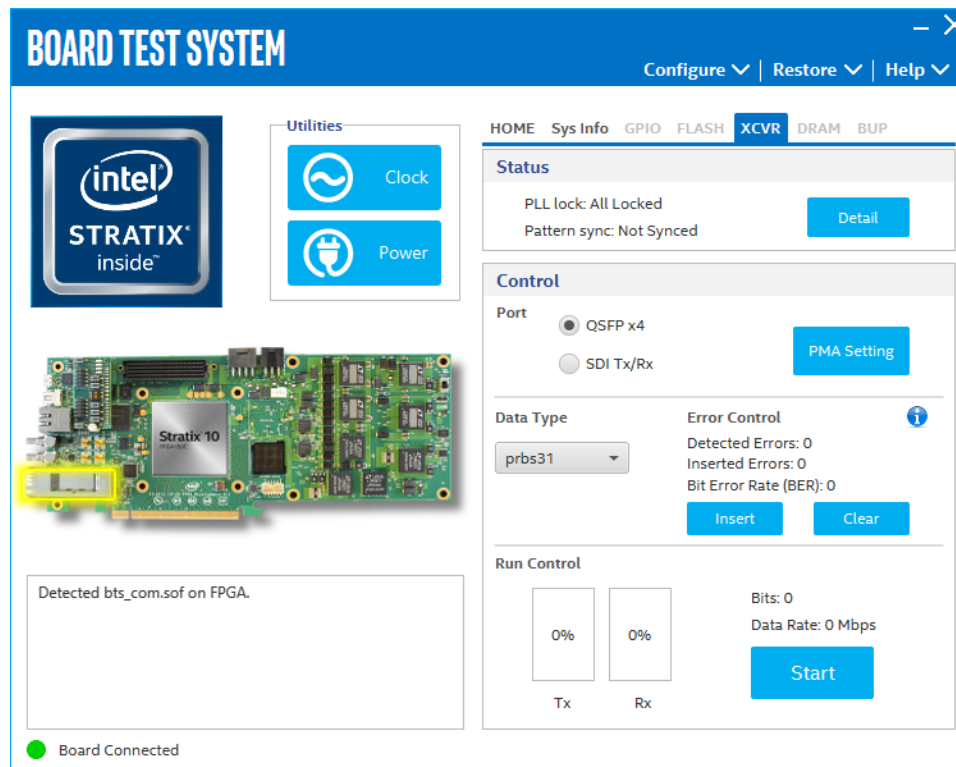 BOARD TEST SYSTEM
Configure | Restore | Help
intel
STRATIX
inside™
Utilities
Clock
Power
Stratix 10
Detected bts_com.sof on FPGA.
Board Connected
HOME Sys Info GPIO FLASH XCVR DRAM BUP
Status
PLL lock: All Locked
Pattern sync: Not Synced
Detail
Control
Port
QSFP x4
SDI Tx/Rx
PMA Setting
Data Type
prbs31
Error Control
Detected Errors: 0
Inserted Errors: 0
Bit Error Rate (BER): 0
Insert
Clear
Run Control
0%
0%
Tx
Rx
Bits: 0
Data Rate: 0 Mbps
Start